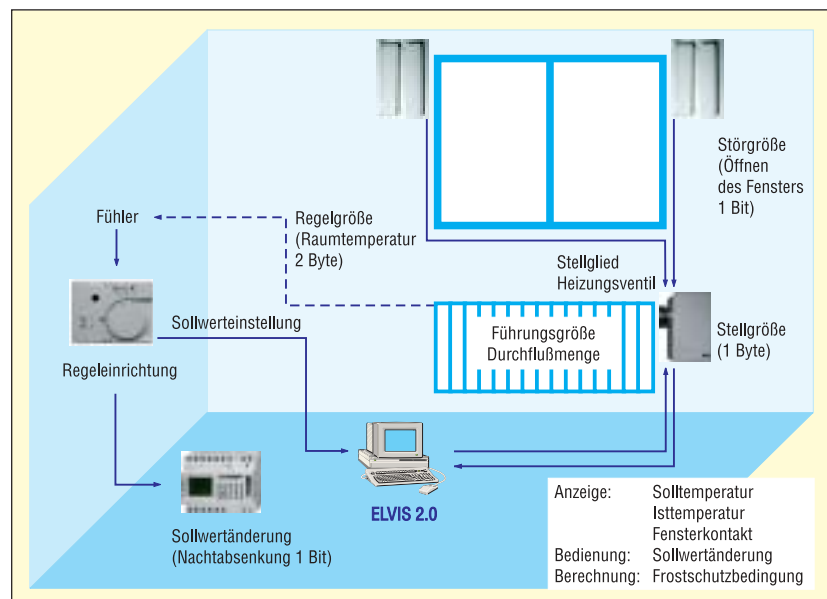 Störgröße
(Öffnen
des Fensters
1 Bit)
Fühler
Regelgröße
(Raumtemperatur
2 Byte)
Stellglied
Heizungsventil
Sollwerteinstellung
Führungsgröße
Durchflußmenge
Stellgröße
(1 Byte)
Regeleinrichtung
ELVIS 2.0
Sollwertänderung
(Nachtabsenkung 1 Bit)
Anzeige: Solltemperatur
Isttemperatur
Fensterkontakt
Bedienung: Sollwertänderung
Berechnung: Frostschutzbedingung